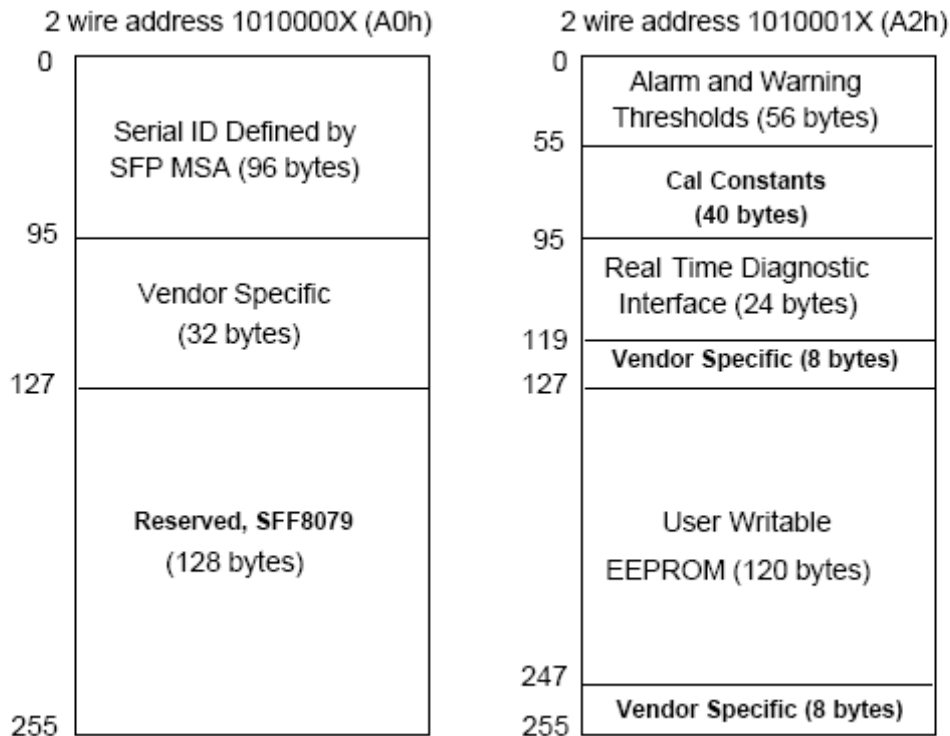 2 wire address 1010000X (A0h)
0
Serial ID Defined by
SFP MSA (96 bytes)
95
Vendor Specific
(32 bytes)
127
Reserved, SFF8079
(128 bytes)
255
2 wire address 1010001X (A2h)
0
Alarm and Warning
Thresholds (56 bytes)
55
Cal Constants
(40 bytes)
95
Real Time Diagnostic
Interface (24 bytes)
119
Vendor Specific (8 bytes)
127
User Writable
EEPROM (120 bytes)
247
Vendor Specific (8 bytes)
255